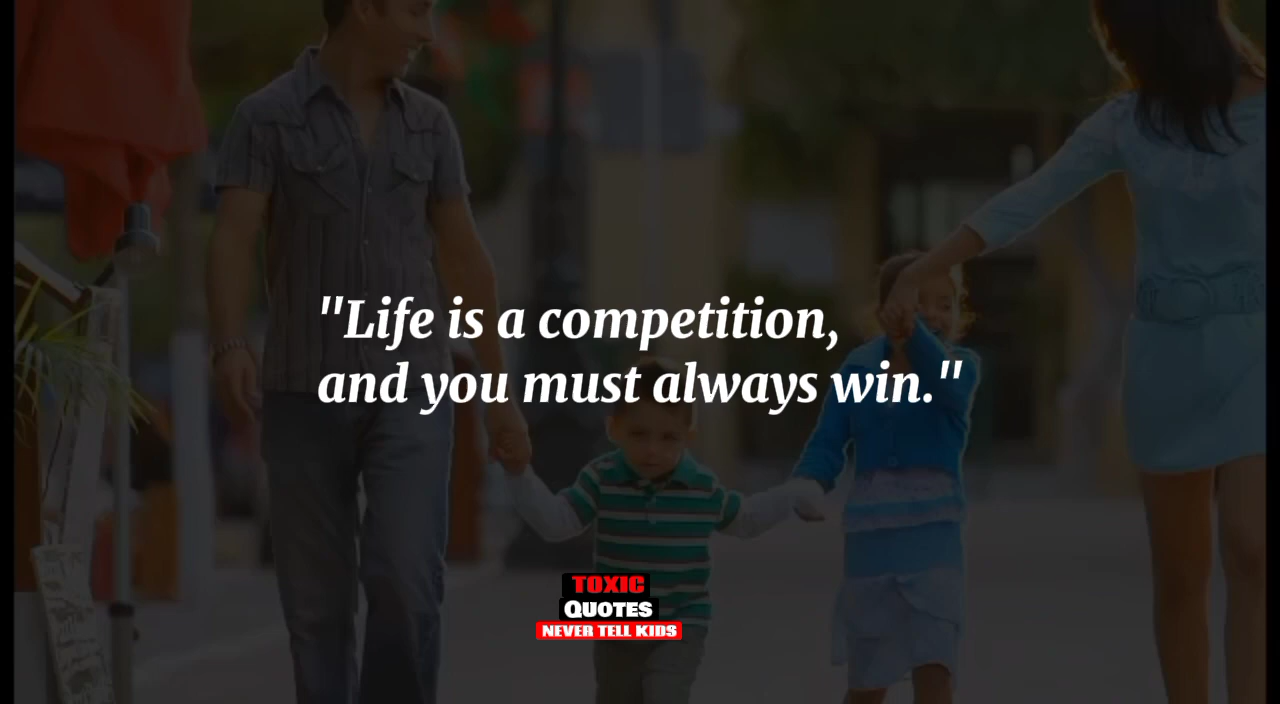 "Life is a competition,
and you must always win."
TOXIC
QUOTES
NEVER TELL KIDS